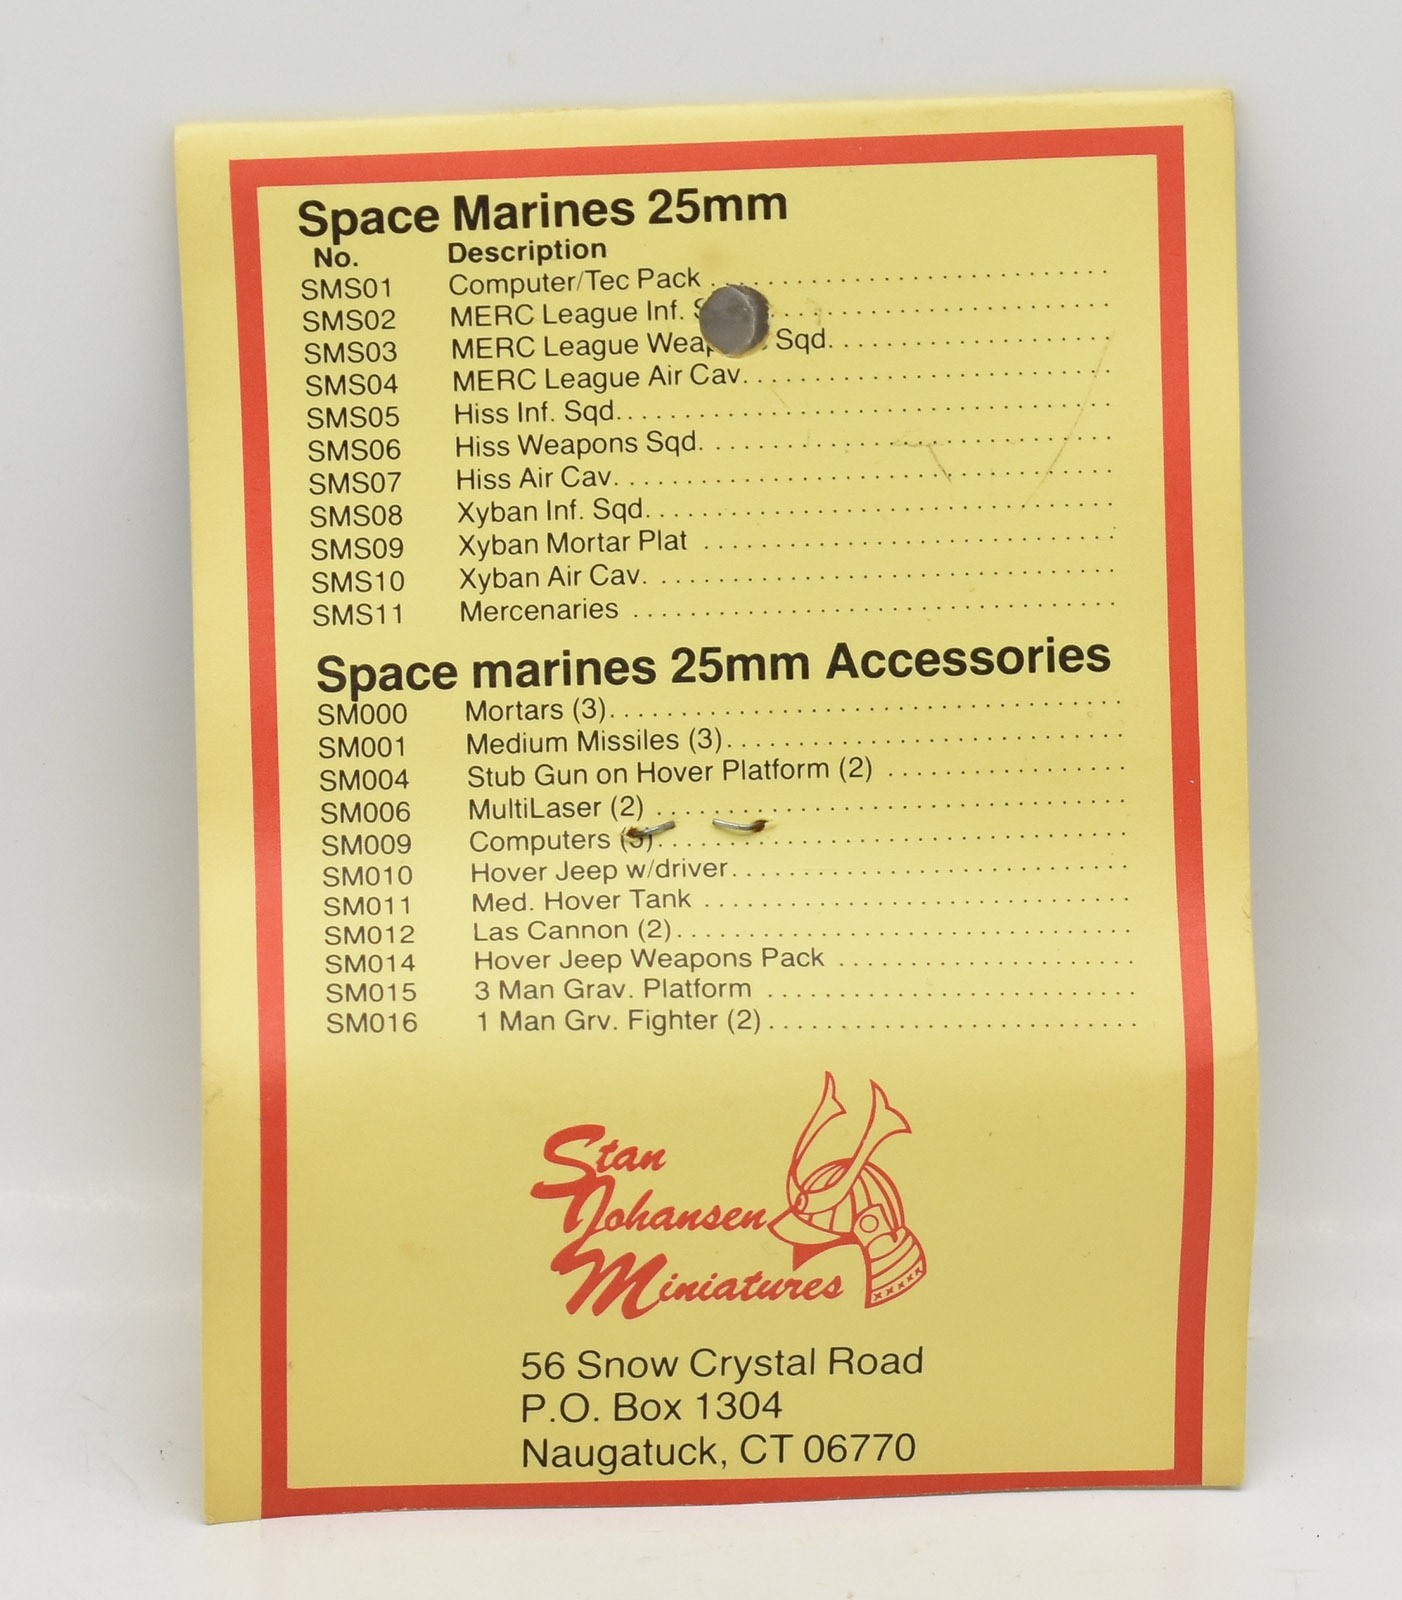 Space Marines 25mm
No. Description
SMS01 Computer/Tec Pack . . . . . . . . . . . . . . . . . . . . . . . . . . . .
SMS02 MERC League Inf. . . . . . . . . . . . . . . . . . . . . . . . .
SMS03 MERC League Sqd. . . . . . . . . . . . . . . . . . . .
SMS04 MERC League Air Cav. . . . . . . . . . . . . . . . . . . . . . . . . .
SMS05 Hiss Inf. Sqd. . . . . . . . . . . . . . . . . . . . . . . . . . . . . . . . . .
SMS06 Hiss Weapons Sqd. . . . . . . . . . . . . . . . . . . . . . . . . . . . .
SMS07 Hiss Air Cav. . . . . . . . . . . . . . . . . . . . . . . . . . . . . . . . . . .
SMS08 Xyban Inf. Sqd. . . . . . . . . . . . . . . . . . . . . . . . . . . . . . . . .
SMS09 Xyban Mortar Plat . . . . . . . . . . . . . . . . . . . . . . . . . . . . .
SMS10 Xyban Air Cav. . . . . . . . . . . . . . . . . . . . . . . . . . . . . . . . .
SMS11 Mercenaries . . . . . . . . . . . . . . . . . . . . . . . . . . . . . . . . . .
Space marines 25mm Accessories
SM000 Mortars (3). . . . . . . . . . . . . . . . . . . . . . . . . . . . . . . . . . . .
SM001 Medium Missiles (3). . . . . . . . . . . . . . . . . . . . . . . . . . . .
SM004 Stub Gun on Hover Platform (2) . . . . . . . . . . . . . . . . .
SM006 MultiLaser (2) . . . . . . . . . . . . . . . . . . . . . . . . . . . . . . . . .
SM009 Computers . . . . . . . . . . . . . . . . . . . . . . . . . . . . . . . . .
SM010 Hover Jeep w/driver. . . . . . . . . . . . . . . . . . . . . . . . . . . .
SM011 Med. Hover Tank . . . . . . . . . . . . . . . . . . . . . . . . . . . . . .
SM012 Las Cannon (2). . . . . . . . . . . . . . . . . . . . . . . . . . . . . . . .
SM014 Hover Jeep Weapons Pack . . . . . . . . . . . . . . . . . . . . .
SM015 3 Man Grav. Platform . . . . . . . . . . . . . . . . . . . . . . . . . .
SM016 1 Man Grv. Fighter (2). . . . . . . . . . . . . . . . . . . . . . . . . .
Stan
Johansen
Miniatures
56 Snow Crystal Road
P.O. Box 1304
Naugatuck, CT 06770